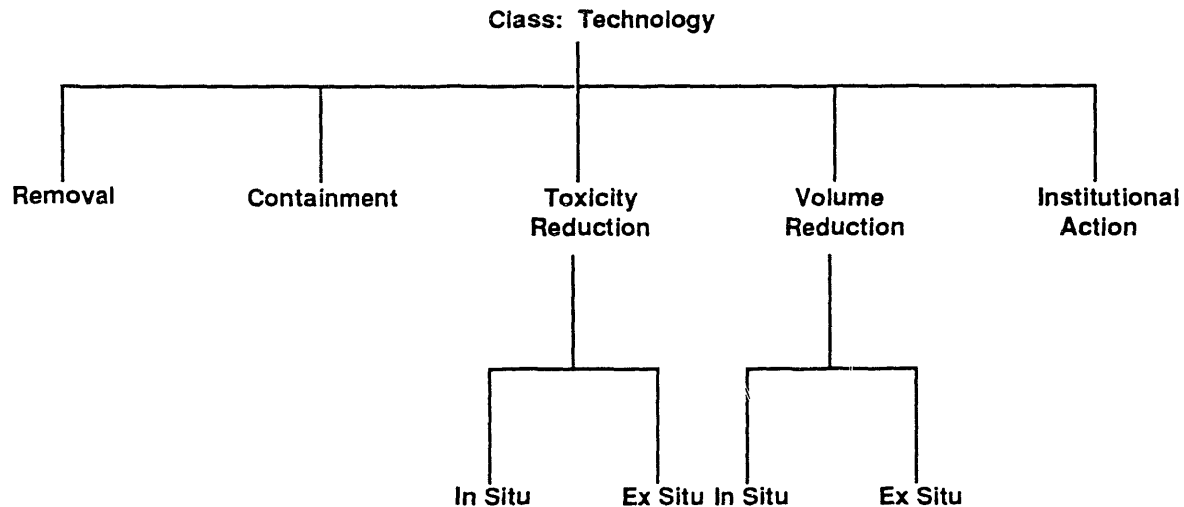 Class: Technology
Removal
Containment
Toxicity
Reduction
Volume
Reduction
Institutional
Action
In Situ
Ex Situ
In Situ
Ex Situ